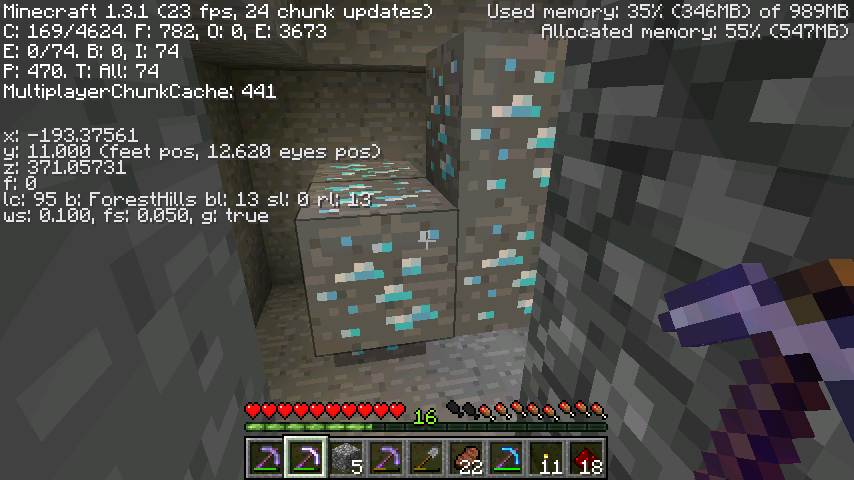 Minecraft 1.3.1 (23 fps, 24 chunk updates)
C: 169/4624. F: 782, O: 0, E: 3673
E: 0/74. B: 0, I: 74
P: 470. T: All: 74
MultiplayerChunkCache: 441
Used memory: 35% (346MB) of 989MB
Allocated memory: 55% (547MB)
x: -193.37561
y: 11.000 (feet pos, 12.620 eyes pos)
z: 371.05731
f: 0
lc: 95 b: ForestHills bl: 13 sl: 0 rl: 13
ws: 0.100, fs: 0.050, g: true
16
5 22 11 18